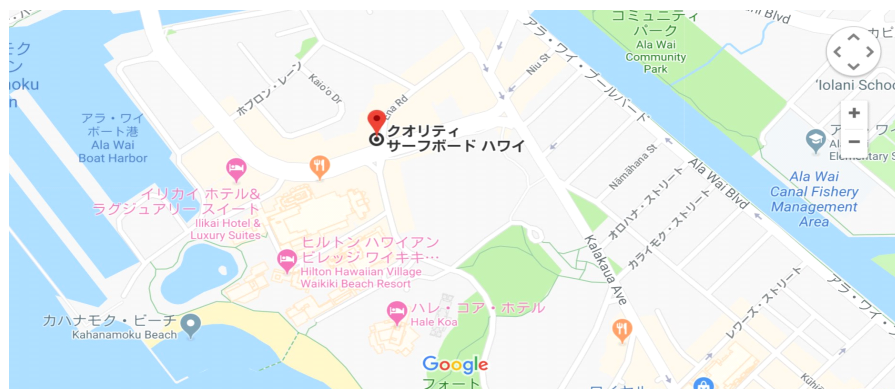 コミュニティ
パーク
Ala Wai
Community
Park
アラ・ワイ・ブールバード
Niu St
ホブロン・レーン
Kaio'o Dr
クオリティ
サーフボード ハワイ
アラ・ワイ
ボート港
Ala Wai
Boat Harbor
イリカイ ホテル&
ラグジュアリー スイート
Ilikai Hotel &
Luxury Suites
ヒルトン ハワイアン
ビレッジ ワイキキ…
Hilton Hawaiian Village
Waikiki Beach Resort
カハナモク・ビーチ
Kahanamoku Beach
ハレ・コア・ホテル
Hale Koa
Google
フォート
Kalakaua Ave
Nāmāhana St
オロハナ・ストリート
カライモク・ストリート
Ala Wai Blvd
ʻIolani Schoo
Ala Wai
Canal Fishery
Management
Area
レワーズ・ストリート
アラ・ワイ